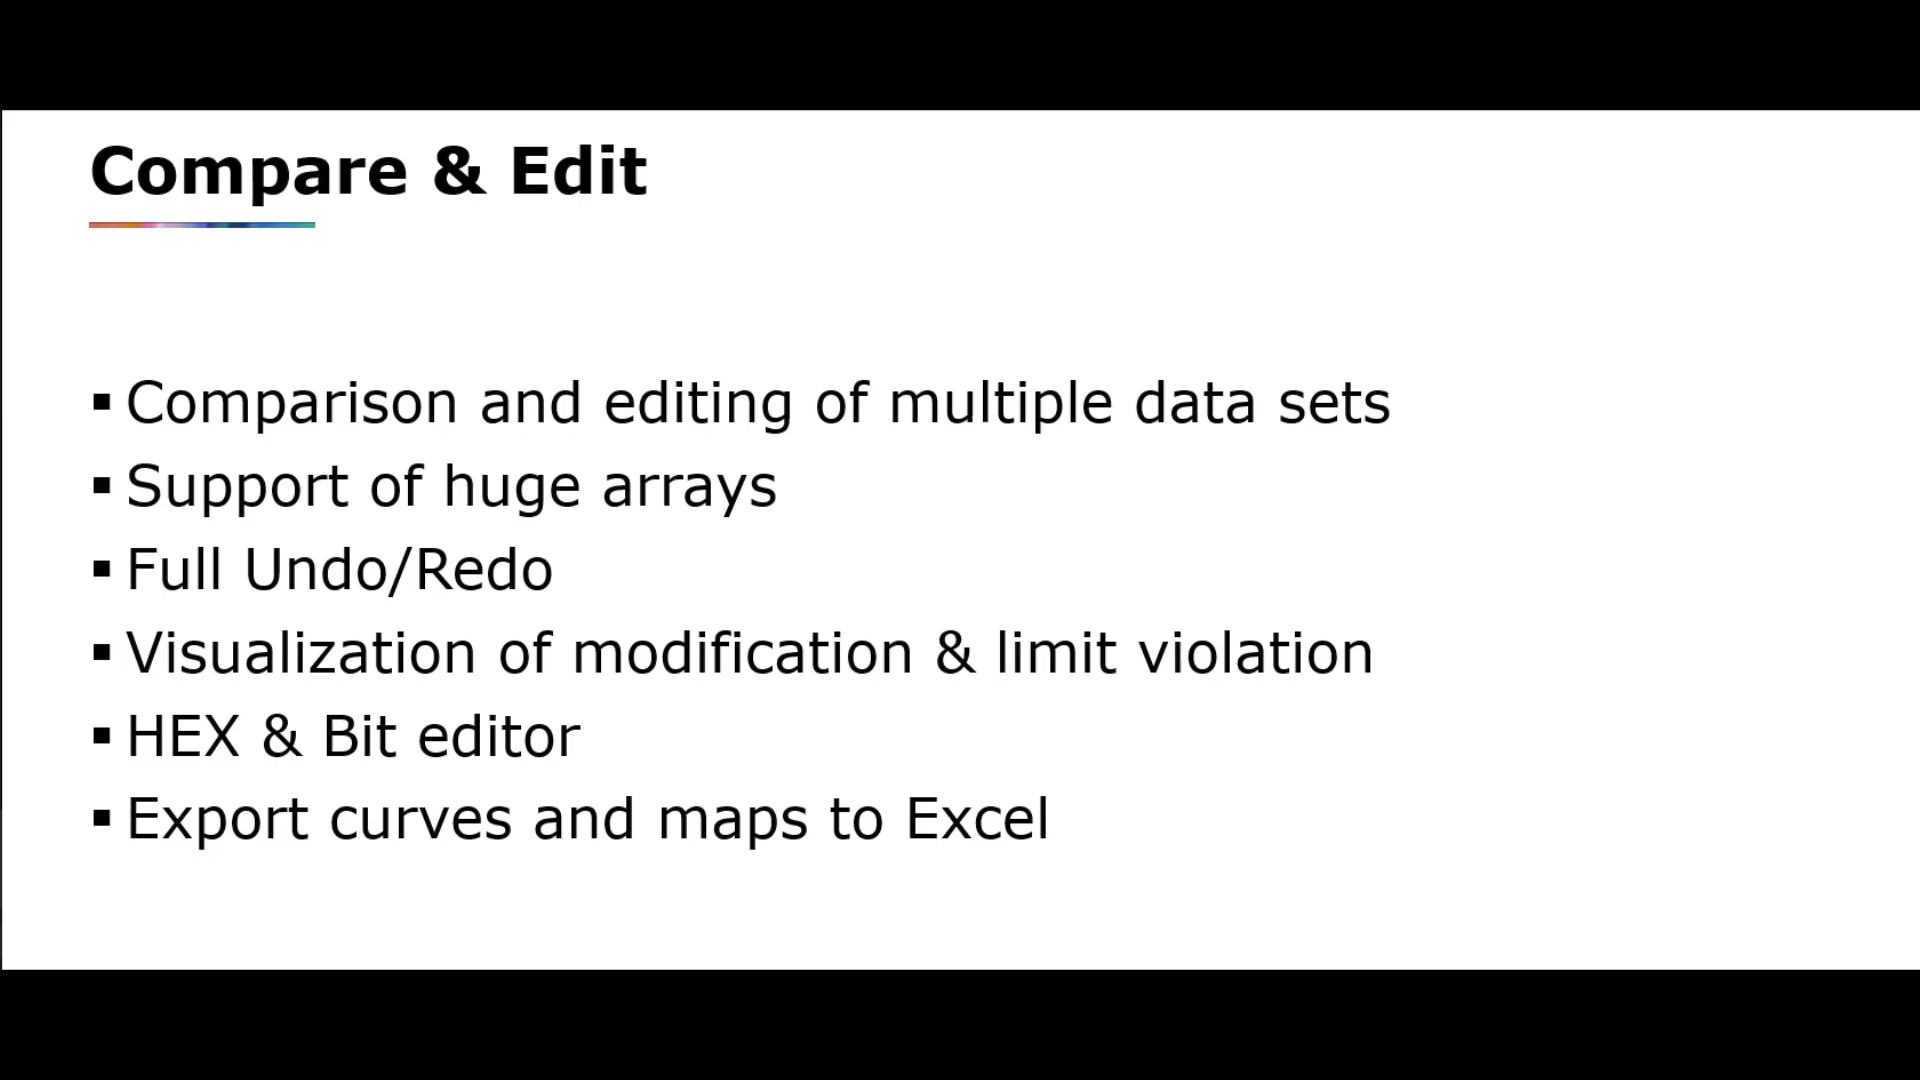 Compare & Edit
▪ Comparison and editing of multiple data sets
▪ Support of huge arrays
▪ Full Undo/Redo
▪ Visualization of modification & limit violation
▪ HEX & Bit editor
▪ Export curves and maps to Excel